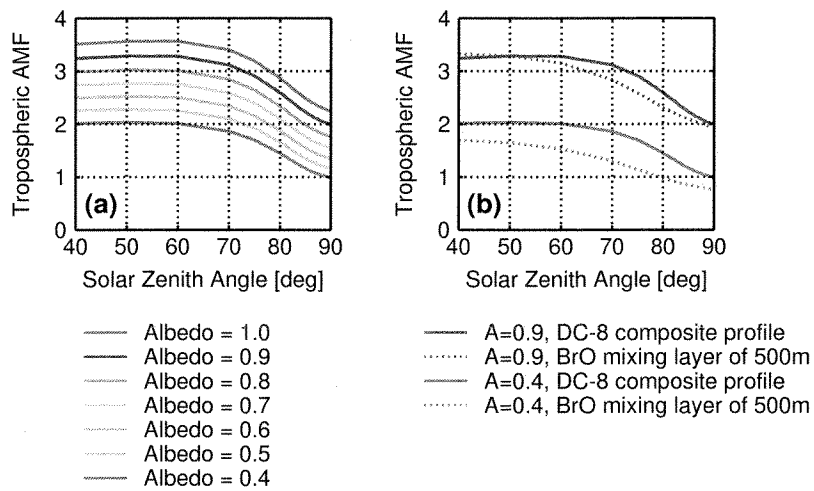 4
3
2
1
0
Tropospheric AMF
(a)
40 50 60 70 80 90
Solar Zenith Angle [deg]
Albedo = 1.0
Albedo = 0.9
Albedo = 0.8
Albedo = 0.7
Albedo = 0.6
Albedo = 0.5
Albedo = 0.4
4
3
2
1
0
Tropospheric AMF
(b)
40 50 60 70 80 90
Solar Zenith Angle [deg]
A=0.9, DC-8 composite profile
A=0.9, BrO mixing layer of 500m
A=0.4, DC-8 composite profile
A=0.4, BrO mixing layer of 500m